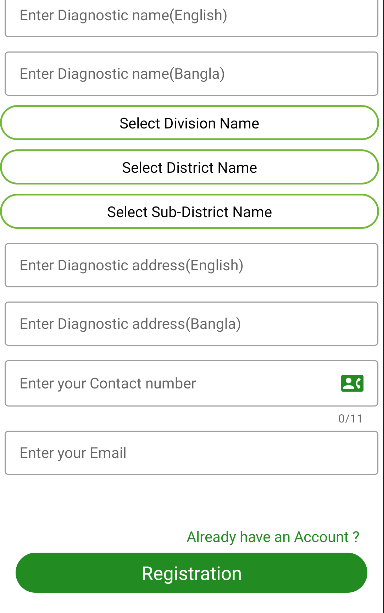 Enter Diagnostic name(English)
Enter Diagnostic name(Bangla)
Select Division Name
Select District Name
Select Sub-District Name
Enter Diagnostic address(English)
Enter Diagnostic address(Bangla)
Enter your Contact number
0/11
Enter your Email
Already have an Account ?
Registration